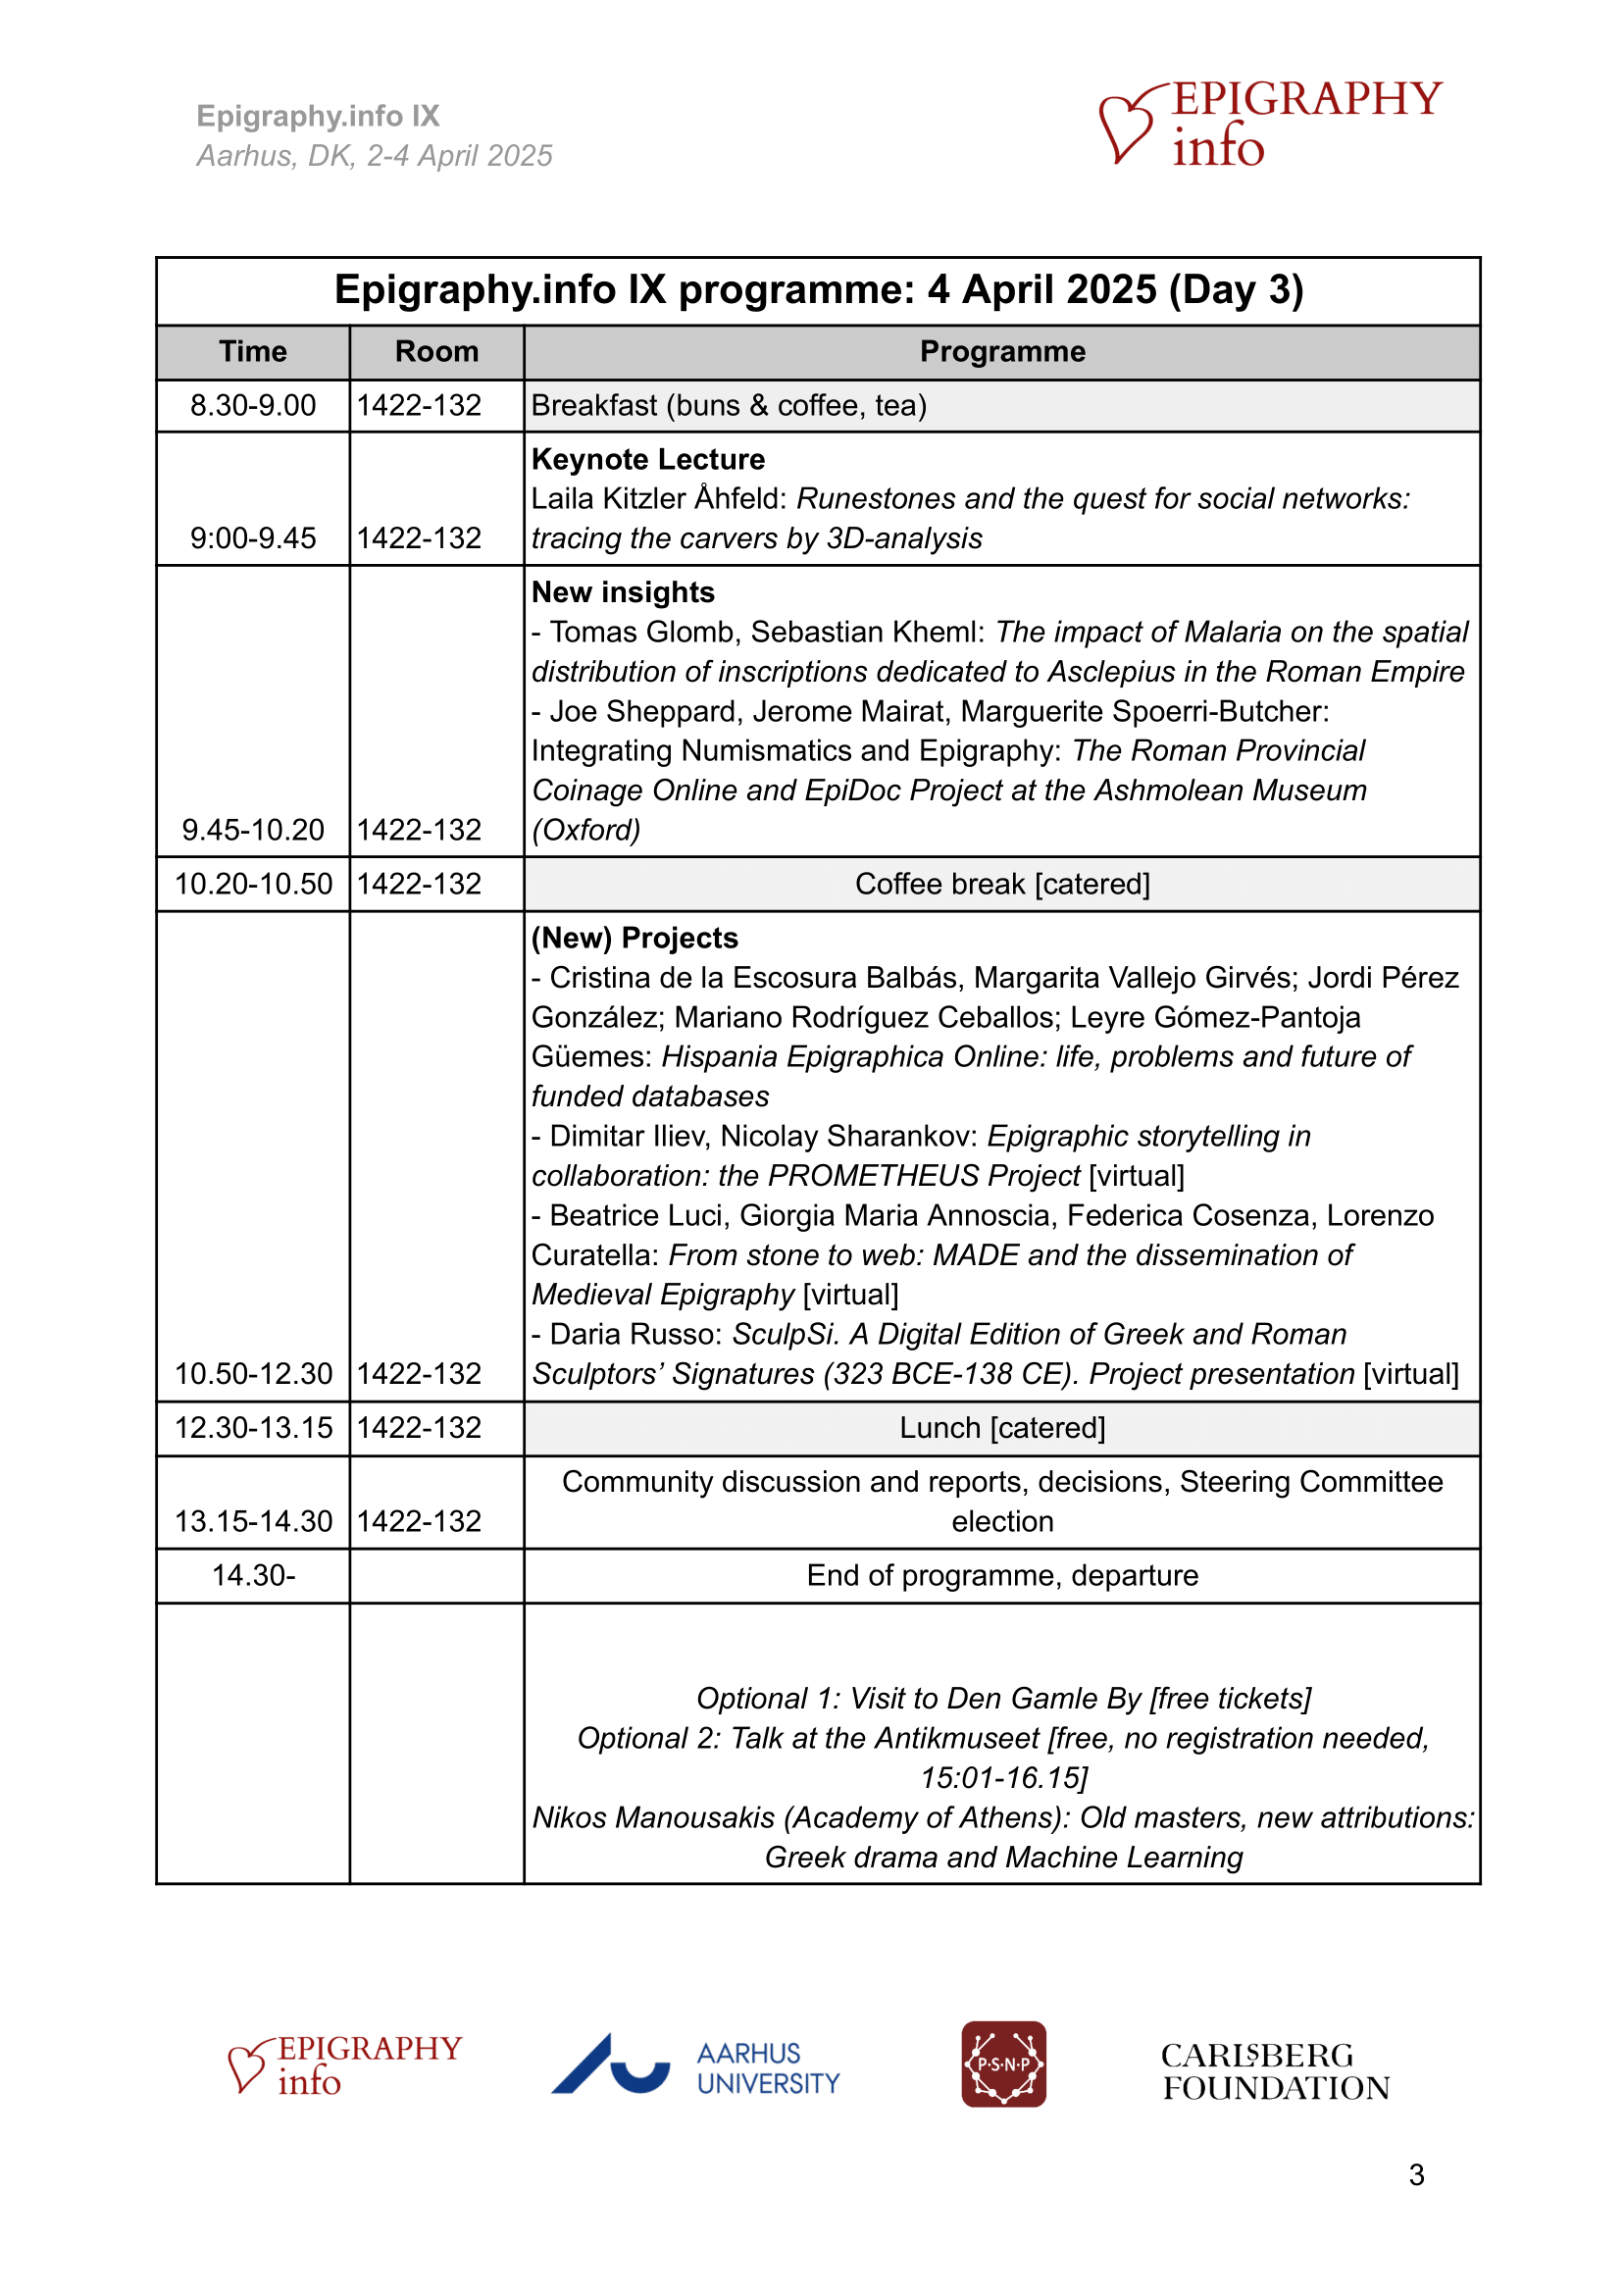 Epigraphy.info IX
Aarhus, DK, 2-4 April 2025
EPIGRAPHY
info
Epigraphy.info IX programme: 4 April 2025 (Day 3)
Time Room Programme
8.30-9.00 1422-132 Breakfast (buns & coffee, tea)
Keynote Lecture
Laila Kitzler Åhfeld: Runestones and the quest for social networks:
9:00-9.45 1422-132 tracing the carvers by 3D-analysis
New insights
- Tomas Glomb, Sebastian Kheml: The impact of Malaria on the spatial
distribution of inscriptions dedicated to Asclepius in the Roman Empire
- Joe Sheppard, Jerome Mairat, Marguerite Spoerri-Butcher:
Integrating Numismatics and Epigraphy: The Roman Provincial
Coinage Online and EpiDoc Project at the Ashmolean Museum
9.45-10.20 1422-132 (Oxford)
10.20-10.50 1422-132 Coffee break [catered]
(New) Projects
- Cristina de la Escosura Balbás, Margarita Vallejo Girvés; Jordi Pérez
González; Mariano Rodríguez Ceballos; Leyre Gómez-Pantoja
Güemes: Hispania Epigraphica Online: life, problems and future of
funded databases
- Dimitar Iliev, Nicolay Sharankov: Epigraphic storytelling in
collaboration: the PROMETHEUS Project [virtual]
- Beatrice Luci, Giorgia Maria Annoscia, Federica Cosenza, Lorenzo
Curatella: From stone to web: MADE and the dissemination of
Medieval Epigraphy [virtual]
- Daria Russo: SculpSi. A Digital Edition of Greek and Roman
10.50-12.30 1422-132 Sculptors’ Signatures (323 BCE-138 CE). Project presentation [virtual]
12.30-13.15 1422-132 Lunch [catered]
Community discussion and reports, decisions, Steering Committee
13.15-14.30 1422-132 election
14.30- End of programme, departure
Optional 1: Visit to Den Gamle By [free tickets]
Optional 2: Talk at the Antikmuseet [free, no registration needed,
15:01-16.15]
Nikos Manousakis (Academy of Athens): Old masters, new attributions:
Greek drama and Machine Learning
EPIGRAPHY
info
AARHUS
UNIVERSITY
P·S·N·P
CARLSBERG
FOUNDATION
3